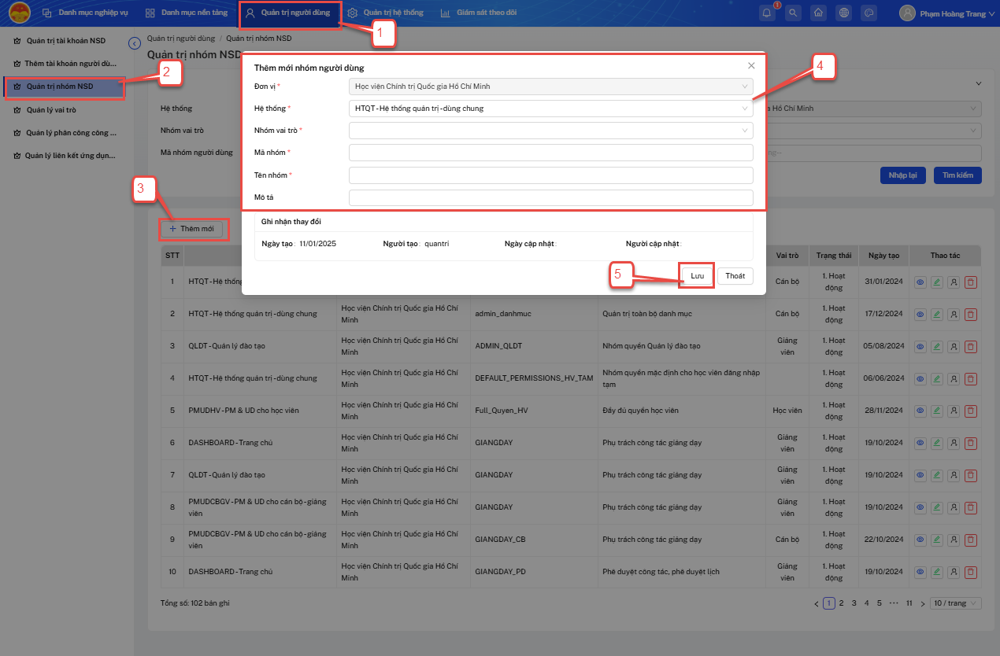 Danh mục nghiệp vụ
Danh mục nền tảng
Quản trị người dùng
Quản trị hệ thống
Giám sát theo dõi
1
Phạm Hoàng Trang
1
Quản trị tài khoản NSD
Thêm tài khoản người dù...
Quản trị nhóm NSD
Quản lý vai trò
Quản lý phân công công ...
Quản lý liên kết ứng dụn...
2
Quản trị người dùng / Quản trị nhóm NSD
Quản trị nhóm NSD
Hệ thống
Nhóm vai trò
Mã nhóm người dùng
Hồ Chí Minh
Nhập lại
Tìm kiếm
Thêm mới nhóm người dùng
4
Đơn vị *
Học viện Chính trị Quốc gia Hồ Chí Minh
Hệ thống *
HTQT - Hệ thống quản trị - dùng chung
Nhóm vai trò *
Mã nhóm *
Tên nhóm *
Mô tả
Ghi nhận thay đổi
Ngày tạo: 11/01/2025 Người tạo: quantri Ngày cập nhật: Người cập nhật:
5
Lưu
Thoát
3
+ Thêm mới
STT Vai trò Trạng thái Ngày tạo Thao tác
1 HTQT - Hệ thống Cán bộ 1. Hoạt động 31/01/2024
2 HTQT - Hệ thống quản trị - dùng chung Học viện Chính trị Quốc gia Hồ Chí Minh admin_danhmuc Quản trị toàn bộ danh mục Cán bộ 1. Hoạt động 17/12/2024
3 QLDT - Quản lý đào tạo Học viện Chính trị Quốc gia Hồ Chí Minh ADMIN_QLDT Nhóm quyền Quản lý đào tạo Giảng viên 1. Hoạt động 05/08/2024
4 HTQT - Hệ thống quản trị - dùng chung Học viện Chính trị Quốc gia Hồ Chí Minh DEFAULT_PERMISSIONS_HV_TAM Nhóm quyền mặc định cho học viên đăng nhập tạm 1. Hoạt động 06/06/2024
5 PMUDHV - PM & UD cho học viên Học viện Chính trị Quốc gia Hồ Chí Minh Full_Quyen_HV Đầy đủ quyền học viên Học viên 1. Hoạt động 28/11/2024
6 DASHBOARD - Trang chủ Học viện Chính trị Quốc gia Hồ Chí Minh GIANGDAY Phụ trách công tác giảng dạy Giảng viên 1. Hoạt động 19/10/2024
7 QLDT - Quản lý đào tạo Học viện Chính trị Quốc gia Hồ Chí Minh GIANGDAY Phụ trách công tác giảng dạy Giảng viên 1. Hoạt động 19/10/2024
8 PMUDCBGV - PM & UD cho cán bộ - giảng viên Học viện Chính trị Quốc gia Hồ Chí Minh GIANGDAY Phụ trách công tác giảng dạy Giảng viên 1. Hoạt động 19/10/2024
9 PMUDCBGV - PM & UD cho cán bộ - giảng viên Học viện Chính trị Quốc gia Hồ Chí Minh GIANGDAY_CB Phụ trách công tác giảng dạy Cán bộ 1. Hoạt động 22/10/2024
10 DASHBOARD - Trang chủ Học viện Chính trị Quốc gia Hồ Chí Minh GIANGDAY_PD Phê duyệt công tác, phê duyệt lịch Giảng viên 1. Hoạt động 19/10/2024
Tổng số: 102 bản ghi
< 1 2 3 4 5 ••• 11 > 10 / trang